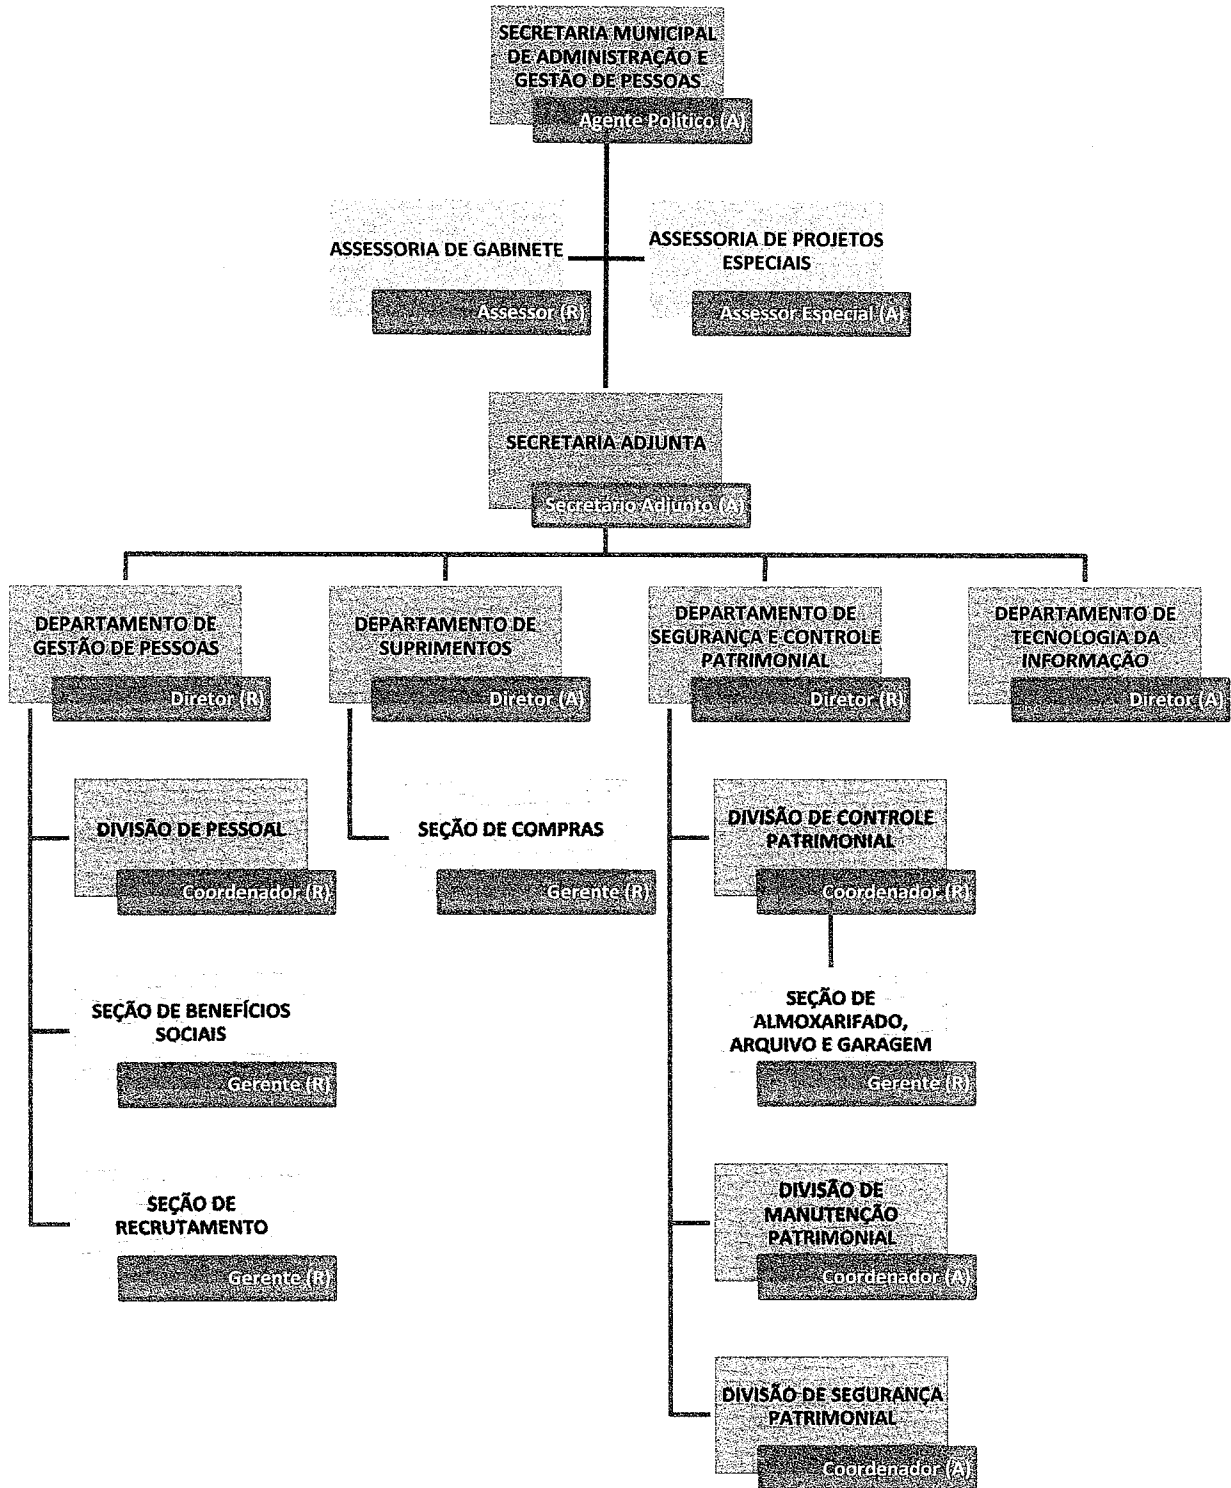 SECRETARIA MUNICIPAL
DE ADMINISTRAÇÃO E
GESTÃO DE PESSOAS
Agente Político (A)
ASSESSORIA DE GABINETE
Assessor (R)
ASSESSORIA DE PROJETOS
ESPECIAIS
Assessor Especial (A)
SECRETARIA ADJUNTA
Secretário Adjunto (A)
DEPARTAMENTO DE
GESTÃO DE PESSOAS
Diretor (R)
DEPARTAMENTO DE
SUPRIMENTOS
Diretor (A)
DEPARTAMENTO DE
SEGURANÇA E CONTROLE
PATRIMONIAL
Diretor (R)
DEPARTAMENTO DE
TECNOLOGIA DA
INFORMAÇÃO
Diretor (A)
DIVISÃO DE PESSOAL
Coordenador (R)
SEÇÃO DE COMPRAS
Gerente (R)
DIVISÃO DE CONTROLE
PATRIMONIAL
Coordenador (R)
SEÇÃO DE BENEFÍCIOS
SOCIAIS
Gerente (R)
SEÇÃO DE
ALMOXARIFADO,
ARQUIVO E GARAGEM
Gerente (R)
SEÇÃO DE
RECRUTAMENTO
Gerente (R)
DIVISÃO DE
MANUTENÇÃO
PATRIMONIAL
Coordenador (A)
DIVISÃO DE SEGURANÇA
PATRIMONIAL
Coordenador (A)